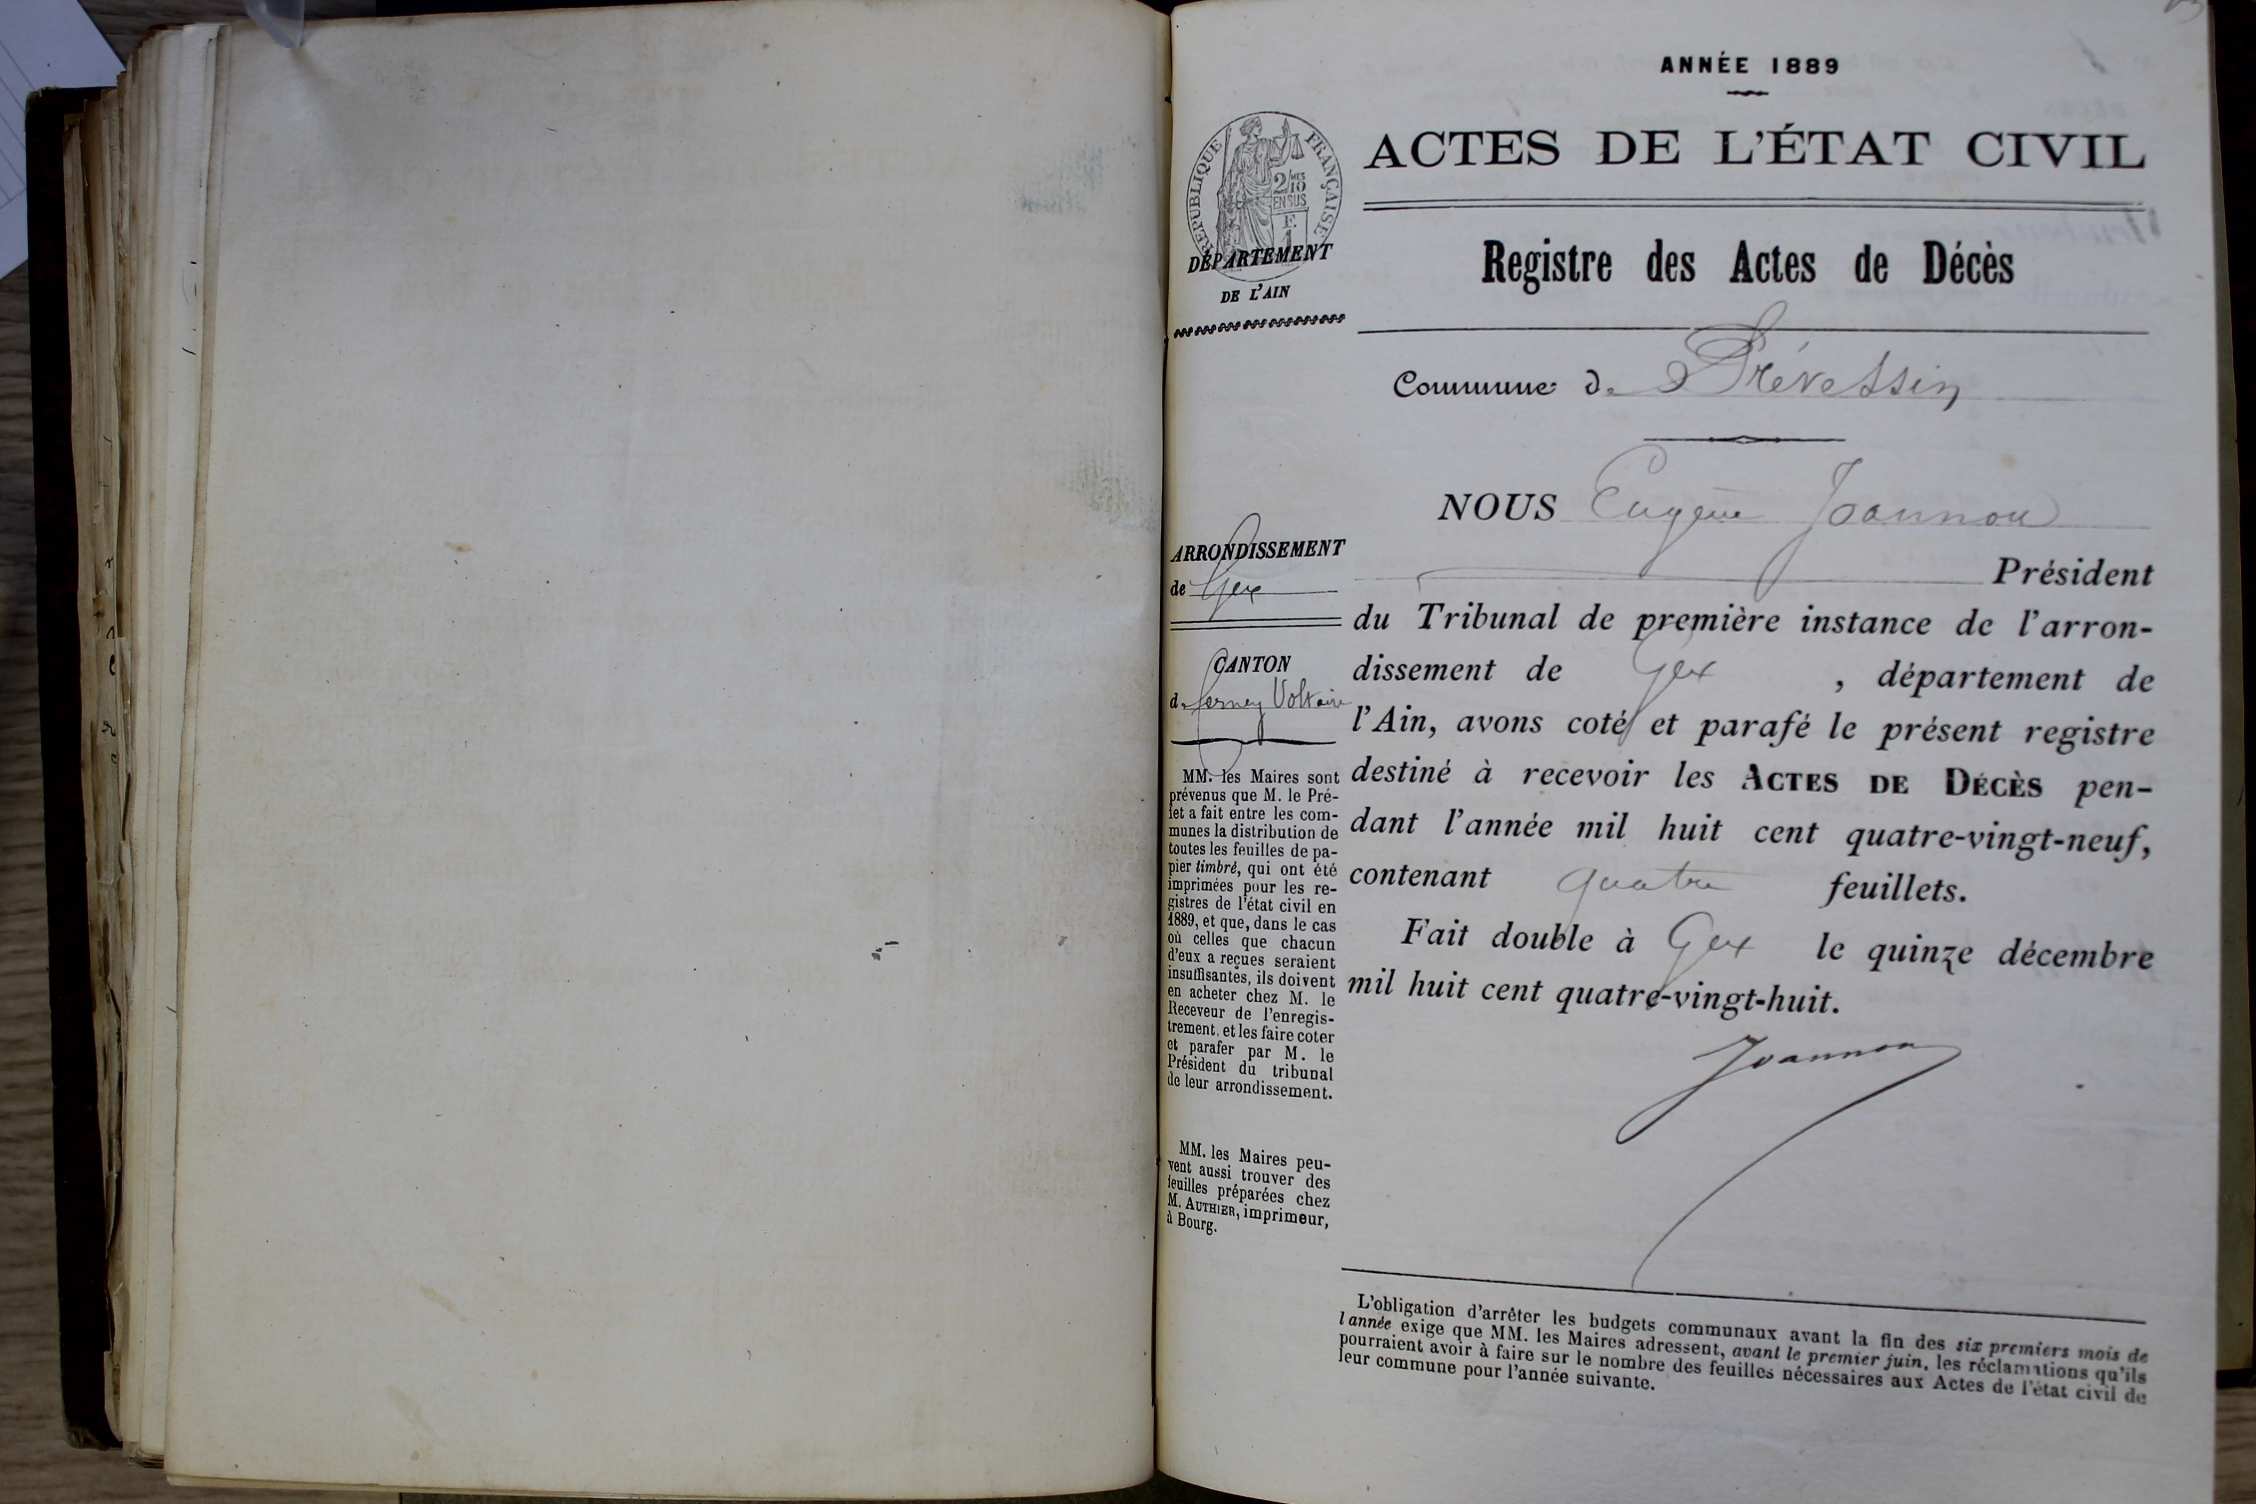 ANNÉE 1889
ACTES DE L'ÉTAT CIVIL
RÉPUBLIQUE FRANÇAISE
2/10 MES
EN SUS
F.
1
DÉPARTEMENT
DE L'AIN
Registre des Actes de Décès
Commune de Prévessin
ARRONDISSEMENT
de Gex
CANTON
de Ferney Voltaire
MM. les Maires sont
prévenus que M. le Pré-
fet a fait entre les com-
munes la distribution de
toutes les feuilles de pa-
pier timbré, qui ont été
imprimées pour les re-
gistres de l'état civil en
1889, et que, dans le cas
où celles que chacun
d'eux a reçues seraient
insuffisantes, ils doivent
en acheter chez M. le
Receveur de l'enregis-
trement, et les faire coter
et parafer par M. le
Président du tribunal
de leur arrondissement.
MM. les Maires peu-
vent aussi trouver des
feuilles préparées chez
M. AUTHIER, imprimeur,
à Bourg.
NOUS Eugène Joannon
Président
du Tribunal de première instance de l'arron-
dissement de Gex , département de
l'Ain, avons coté et parafé le présent registre
destiné à recevoir les ACTES DE DÉCÈS pen-
dant l'année mil huit cent quatre-vingt-neuf,
contenant quatre feuillets.
Fait double à Gex le quinze décembre
mil huit cent quatre-vingt-huit.
Joannon
L'obligation d'arrêter les budgets communaux avant la fin des six premiers mois de
l'année exige que MM. les Maires adressent, avant le premier juin, les réclamations qu'ils
pourraient avoir à faire sur le nombre des feuilles nécessaires aux Actes de l'état civil de
leur commune pour l'année suivante.